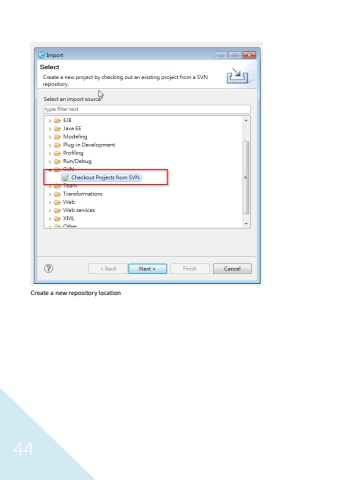 Import
Select
Create a new project by checking out an existing project from a SVN
repository.
Select an import source:
type filter text
EJB
Java EE
Modeling
Plug-in Development
Profiling
Run/Debug
SVN
Checkout Projects from SVN
Team
Transformations
Web
Web services
XML
Other
< Back
Next >
Finish
Cancel
Create a new repository location
44